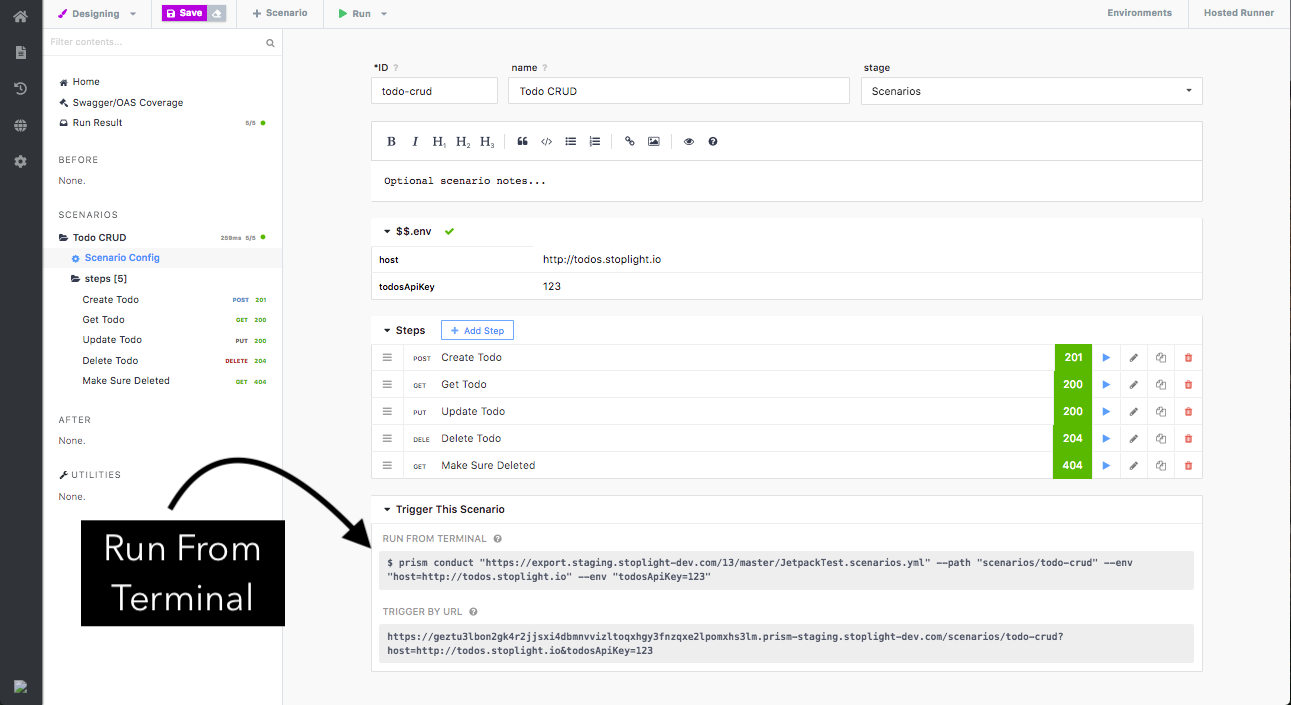 Designing
Save
+ Scenario
Run
Environments
Hosted Runner
Filter contents...
Home
Swagger/OAS Coverage
Run Result 5/5
BEFORE
None.
SCENARIOS
Todo CRUD 259ms 5/5
Scenario Config
steps [5]
Create Todo POST 201
Get Todo GET 200
Update Todo PUT 200
Delete Todo DELETE 204
Make Sure Deleted GET 404
AFTER
None.
UTILITIES
None.
*ID ?
name ?
stage
todo-crud
Todo CRUD
Scenarios
B I H1 H2 H3
Optional scenario notes...
$$.env
host http://todos.stoplight.io
todosApiKey 123
Steps
+ Add Step
POST Create Todo 201
GET Get Todo 200
PUT Update Todo 200
DELE Delete Todo 204
GET Make Sure Deleted 404
Trigger This Scenario
RUN FROM TERMINAL
$ prism conduct "https://export.staging.stoplight-dev.com/13/master/JetpackTest.scenarios.yml" --path "scenarios/todo-crud" --env
"host=http://todos.stoplight.io" --env "todosApiKey=123"
TRIGGER BY URL
https://geztu3lbon2gk4r2jjsxi4dbmnvvizltoqxhgy3fnzqxe2lpomxhs3lm.prism-staging.stoplight-dev.com/scenarios/todo-crud?
host=http://todos.stoplight.io&todosApiKey=123
Run From
Terminal